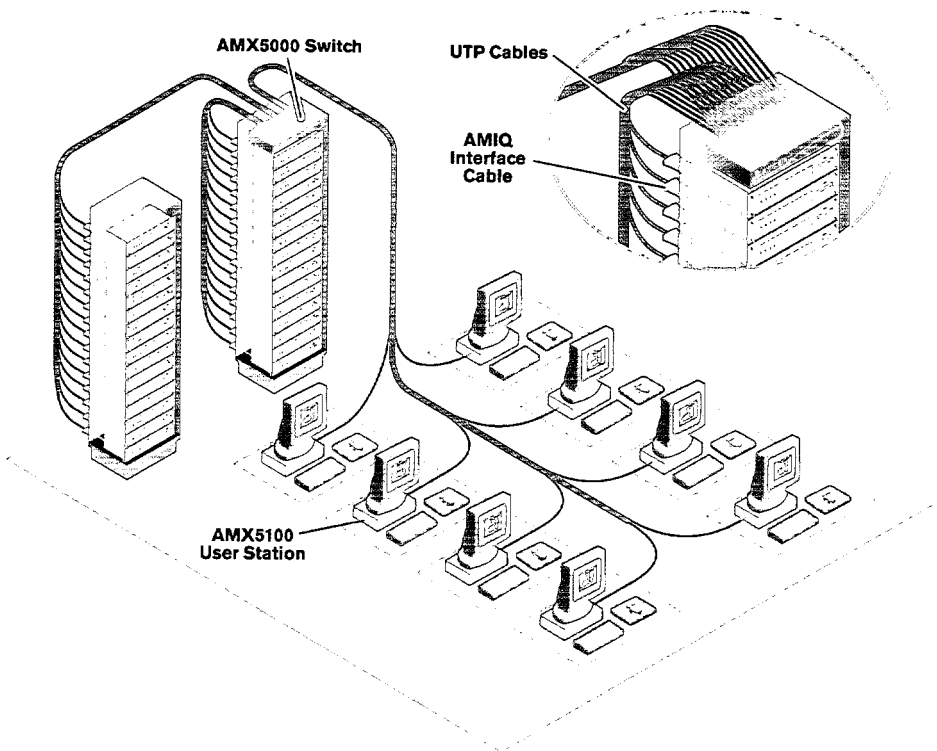 AMX5000 Switch
UTP Cables
AMIQ
Interface
Cable
AMX5100
User Station